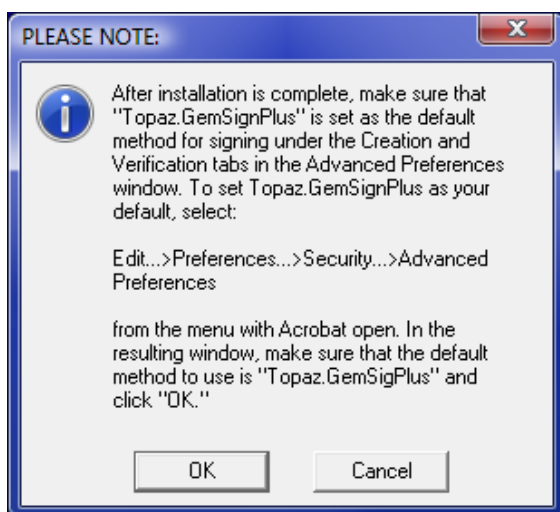 PLEASE NOTE:
After installation is complete, make sure that
"Topaz.GemSignPlus" is set as the default
method for signing under the Creation and
Verification tabs in the Advanced Preferences
window. To set Topaz.GemSignPlus as your
default, select:
Edit...>Preferences...>Security...>Advanced
Preferences
from the menu with Acrobat open. In the
resulting window, make sure that the default
method to use is "Topaz.GemSigPlus" and
click "OK."
OK
Cancel